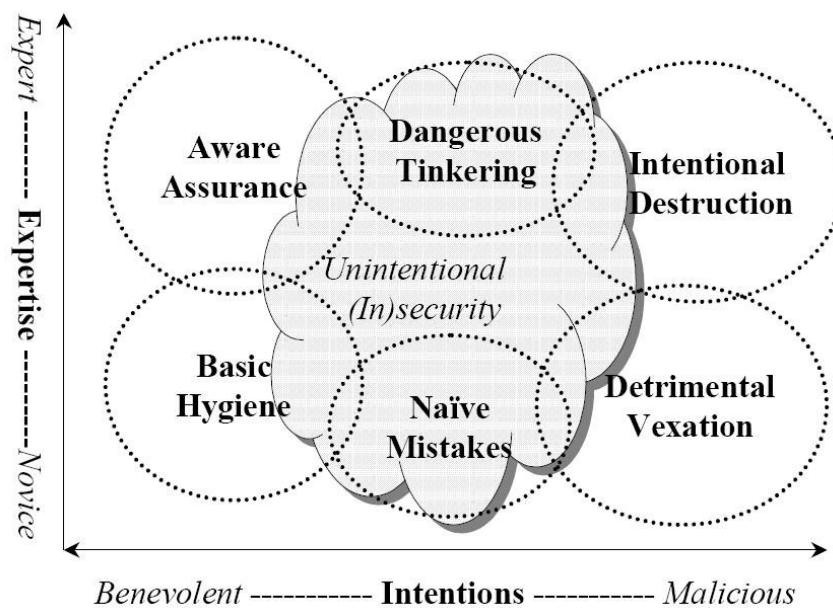 Expert ------- Expertise -------- Novice
Aware
Assurance
Dangerous
Tinkering
Intentional
Destruction
Unintentional
(In)security
Basic
Hygiene
Naïve
Mistakes
Detrimental
Vexation
Benevolent ----------- Intentions ----------- Malicious